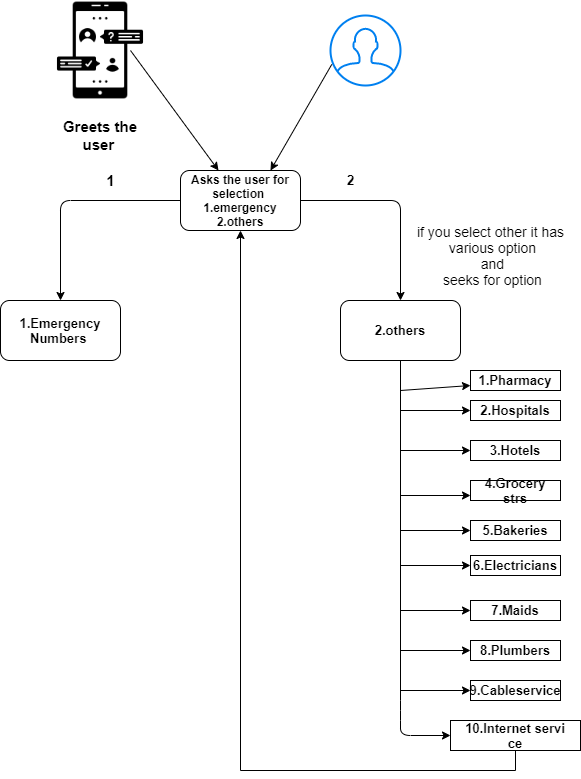 ?
Greets the
user
1
2
Asks the user for
selection
1.emergency
2.others
if you select other it has
various option
and
seeks for option
1.Emergency
Numbers
2.others
1.Pharmacy
2.Hospitals
3.Hotels
4.Grocery
strs
5.Bakeries
6.Electricians
7.Maids
8.Plumbers
9.Cableservice
10.Internet servi
ce